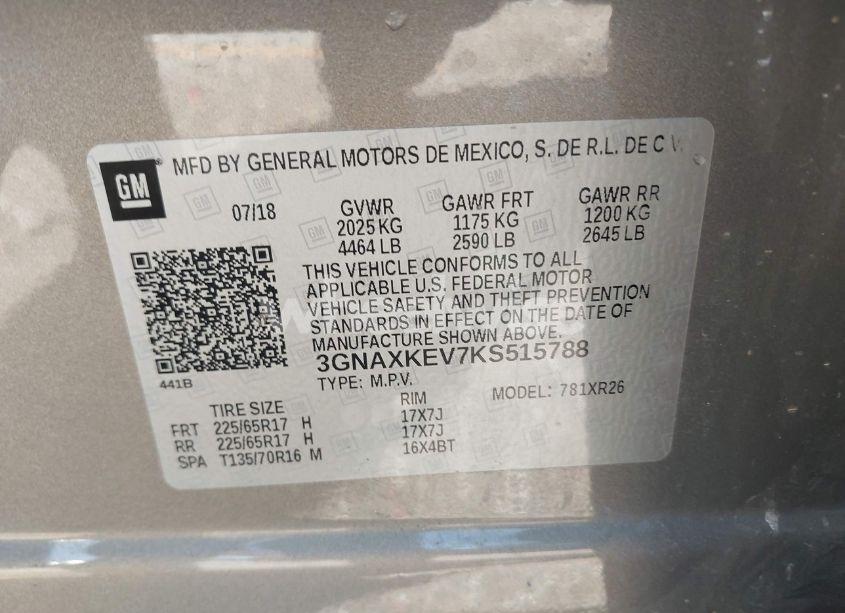 GM
MFD BY GENERAL MOTORS DE MEXICO, S. DE R.L. DE C V.
07/18
GVWR
2025 KG
4464 LB
GAWR FRT
1175 KG
2590 LB
GAWR RR
1200 KG
2645 LB
THIS VEHICLE CONFORMS TO ALL
APPLICABLE U.S. FEDERAL MOTOR
VEHICLE SAFETY AND THEFT PREVENTION
STANDARDS IN EFFECT ON THE DATE OF
MANUFACTURE SHOWN ABOVE.
3GNAXKEV7KS515788
441B
TYPE: M.P.V. MODEL: 781XR26
TIRE SIZE RIM
FRT 225/65R17 H 17X7J
RR 225/65R17 H 17X7J
SPA T135/70R16 M 16X4BT